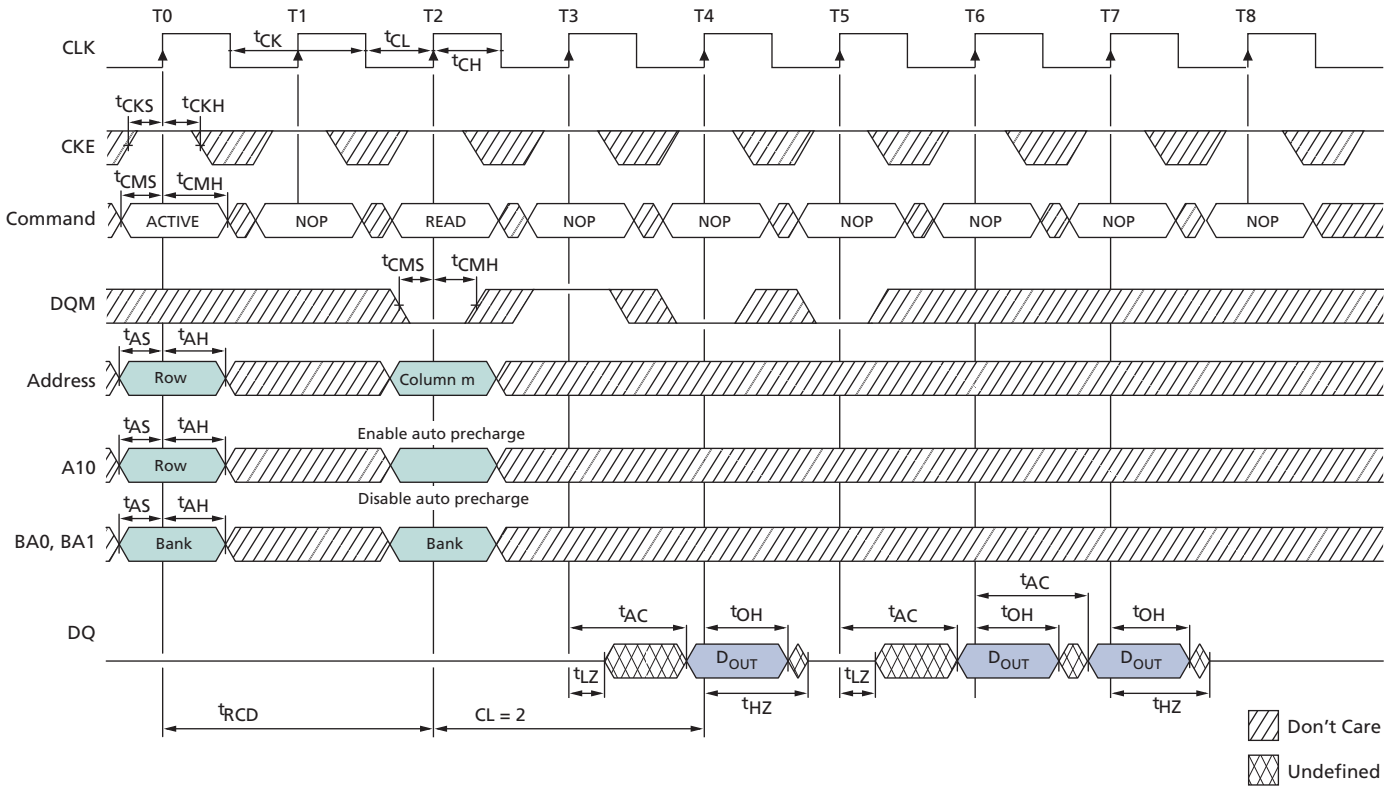 T0 T1 T2 T3 T4 T5 T6 T7 T8
CLK tCK tCL tCH
tCKS tCKH
CKE
tCMS tCMH
Command ACTIVE NOP READ NOP NOP NOP NOP NOP NOP
tCMS tCMH
DQM
tAS tAH
Address Row Column m
tAS tAH Enable auto precharge
A10 Row
tAS tAH Disable auto precharge
BA0, BA1 Bank Bank
tAC
tAC tOH tAC tOH tOH
DQ
DOUT DOUT DOUT
tLZ tLZ
tHZ tHZ
tRCD CL = 2
Don't Care
Undefined